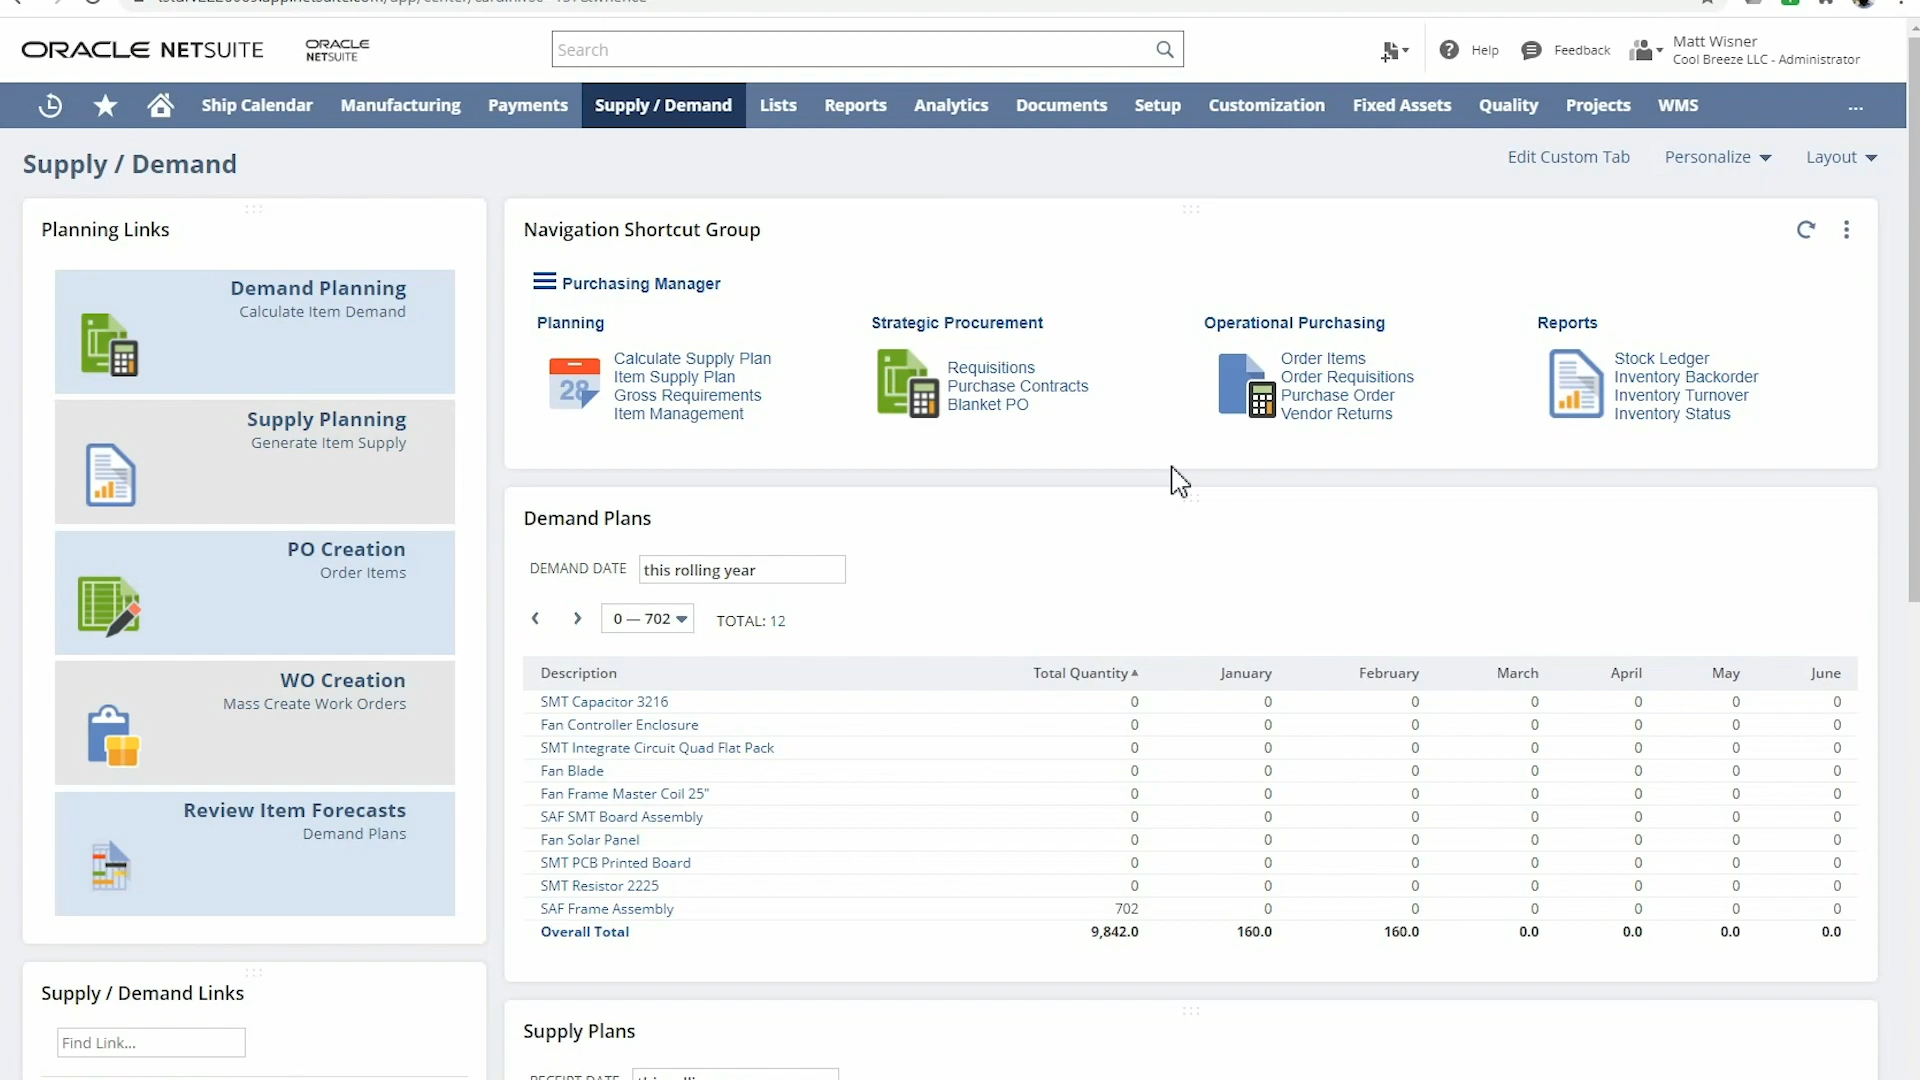 ORACLE NETSUITE
ORACLE
NETSUITE
Search
Help
Feedback
Matt Wisner
Cool Breeze LLC - Administrator
Ship Calendar
Manufacturing
Payments
Supply / Demand
Lists
Reports
Analytics
Documents
Setup
Customization
Fixed Assets
Quality
Projects
WMS
...
Supply / Demand
Edit Custom Tab
Personalize
Layout
Planning Links
Demand Planning
Calculate Item Demand
Supply Planning
Generate Item Supply
PO Creation
Order Items
WO Creation
Mass Create Work Orders
Review Item Forecasts
Demand Plans
Supply / Demand Links
Find Link...
Navigation Shortcut Group
Purchasing Manager
Planning
28
Calculate Supply Plan
Item Supply Plan
Gross Requirements
Item Management
Strategic Procurement
Requisitions
Purchase Contracts
Blanket PO
Operational Purchasing
Order Items
Order Requisitions
Purchase Order
Vendor Returns
Reports
Stock Ledger
Inventory Backorder
Inventory Turnover
Inventory Status
Demand Plans
DEMAND DATE this rolling year
0 — 702 TOTAL: 12
Description Total Quantity January February March April May June
SMT Capacitor 3216 0 0 0 0 0 0 0
Fan Controller Enclosure 0 0 0 0 0 0 0
SMT Integrate Circuit Quad Flat Pack 0 0 0 0 0 0 0
Fan Blade 0 0 0 0 0 0 0
Fan Frame Master Coil 25" 0 0 0 0 0 0 0
SAF SMT Board Assembly 0 0 0 0 0 0 0
Fan Solar Panel 0 0 0 0 0 0 0
SMT PCB Printed Board 0 0 0 0 0 0 0
SMT Resistor 2225 0 0 0 0 0 0 0
SAF Frame Assembly 702 0 0 0 0 0 0
Overall Total 9,842.0 160.0 160.0 0.0 0.0 0.0 0.0
Supply Plans
RECEIPT DATE